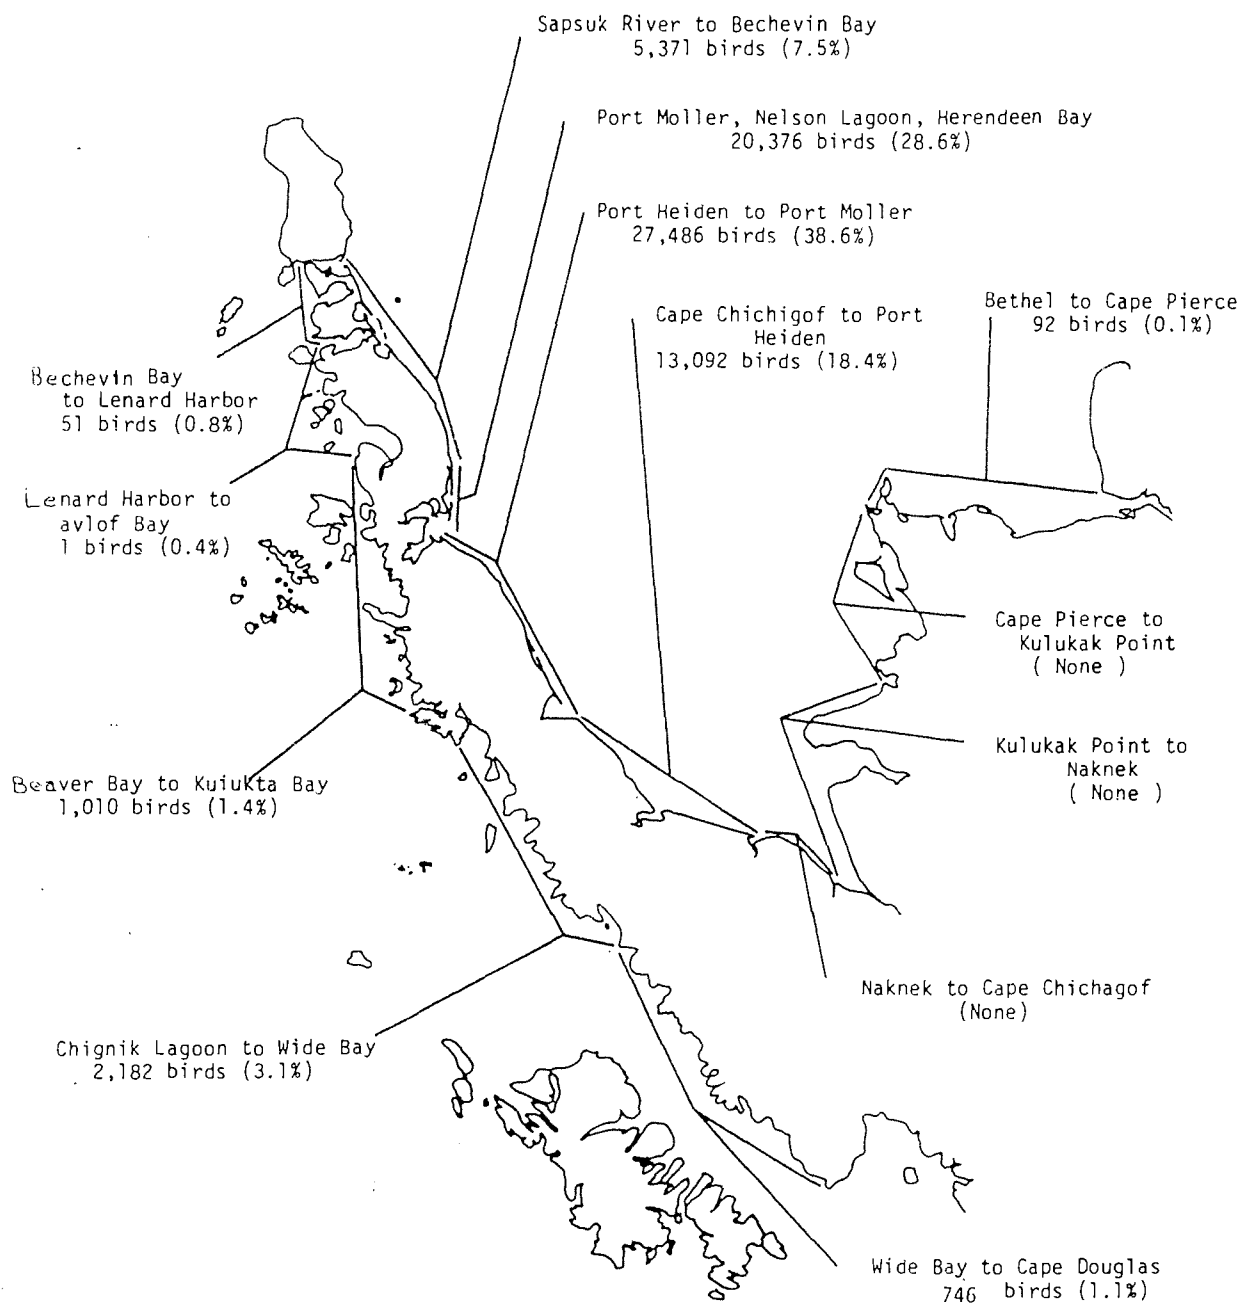 Sapsuk River to Bechevin Bay
5,371 birds (7.5%)
Port Moller, Nelson Lagoon, Herendeen Bay
20,376 birds (28.6%)
Port Heiden to Port Moller
27,486 birds (38.6%)
Cape Chichigof to Port
Heiden
13,092 birds (18.4%)
Bethel to Cape Pierce
92 birds (0.1%)
Bechevin Bay
to Lenard Harbor
51 birds (0.8%)
Lenard Harbor to
avlof Bay
1 birds (0.4%)
Cape Pierce to
Kulukak Point
( None )
Kulukak Point to
Naknek
( None )
Beaver Bay to Kuiukta Bay
1,010 birds (1.4%)
Naknek to Cape Chichagof
(None)
Chignik Lagoon to Wide Bay
2,182 birds (3.1%)
Wide Bay to Cape Douglas
746 birds (1.1%)